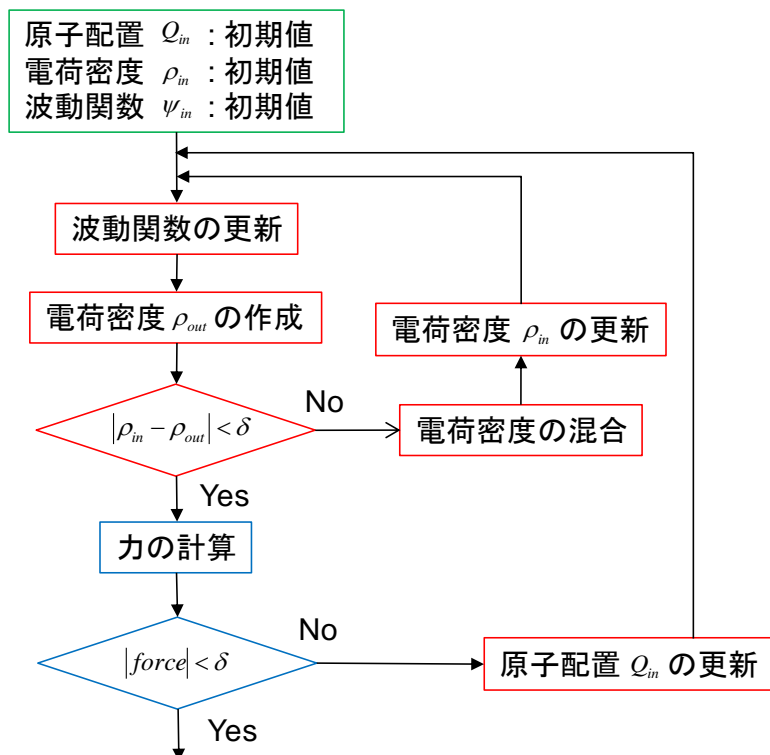 原子配置 Q_in : 初期値
電荷密度 ρ_in : 初期値
波動関数 ψ_in : 初期値
波動関数の更新
電荷密度 ρ_out の作成
電荷密度 ρ_in の更新
|ρ_in − ρ_out| < δ
No
電荷密度の混合
Yes
力の計算
|force| < δ
No
原子配置 Q_in の更新
Yes